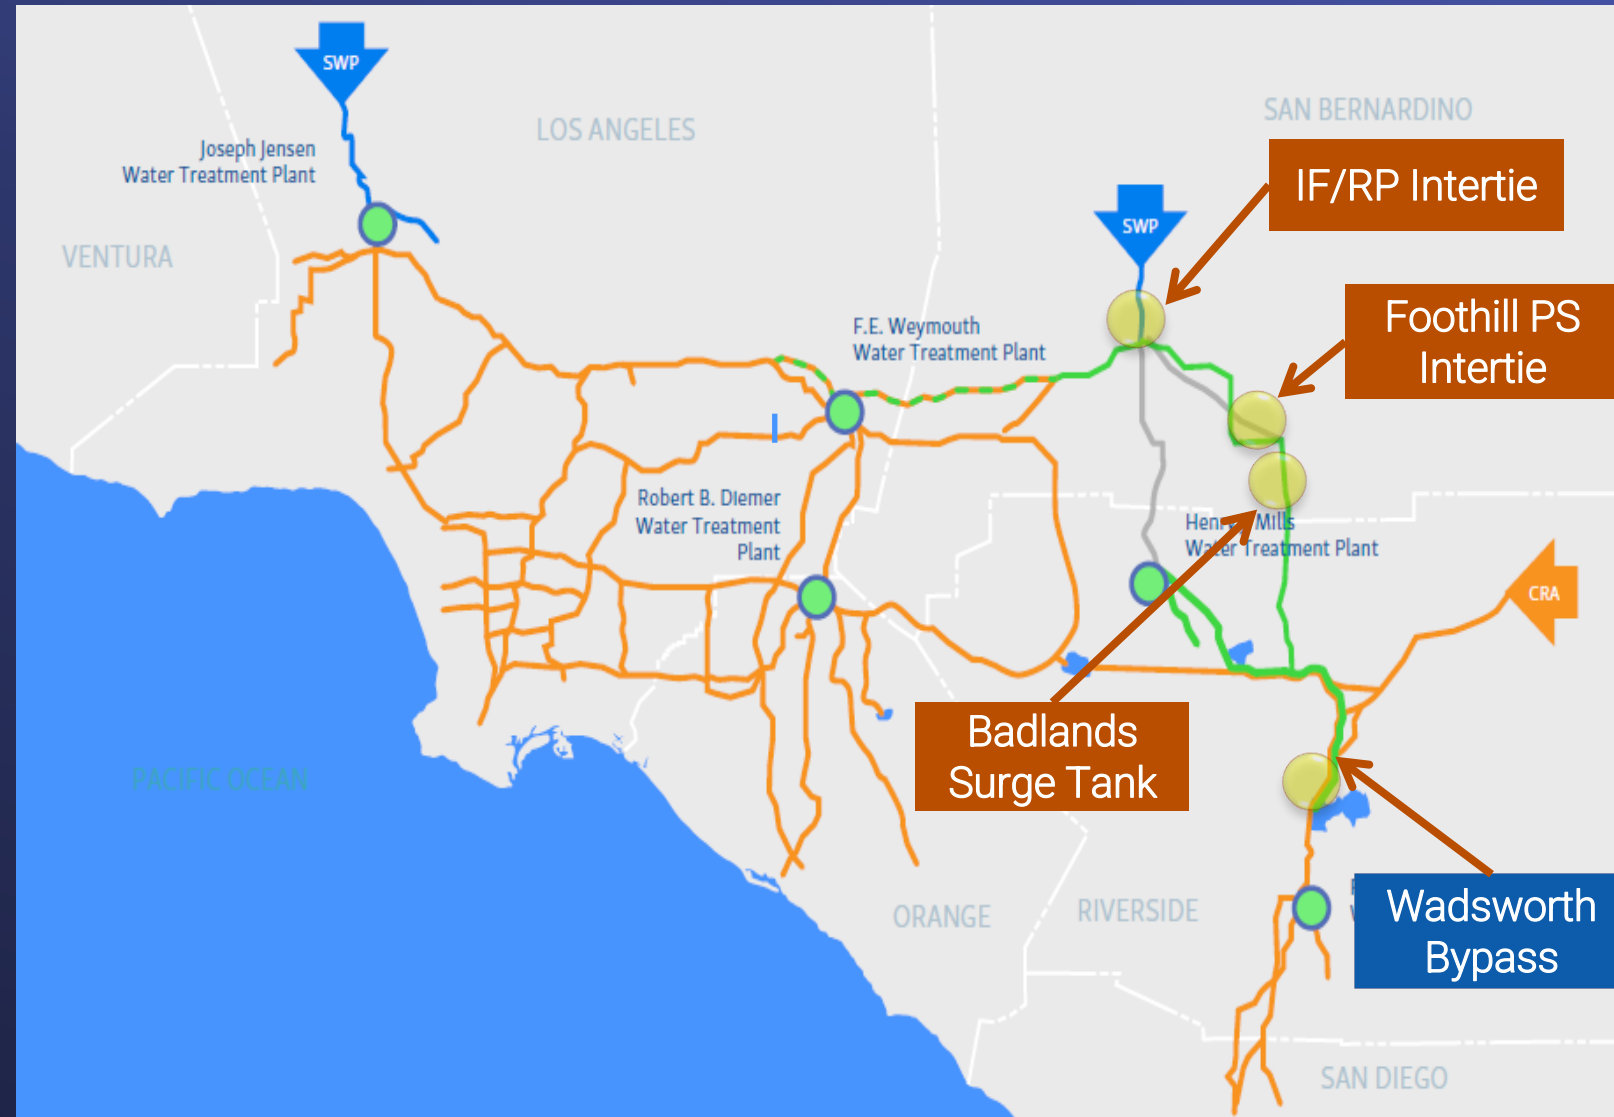 SWP
LOS ANGELES
SAN BERNARDINO
Joseph Jensen
Water Treatment Plant
IF/RP Intertie
SWP
VENTURA
Foothill PS
Intertie
F.E. Weymouth
Water Treatment Plant
Robert B. Diemer
Water Treatment
Plant
Mills
Water Treatment Plant
CRA
Badlands
Surge Tank
PACIFIC OCEAN
Wadsworth
Bypass
ORANGE
RIVERSIDE
SAN DIEGO